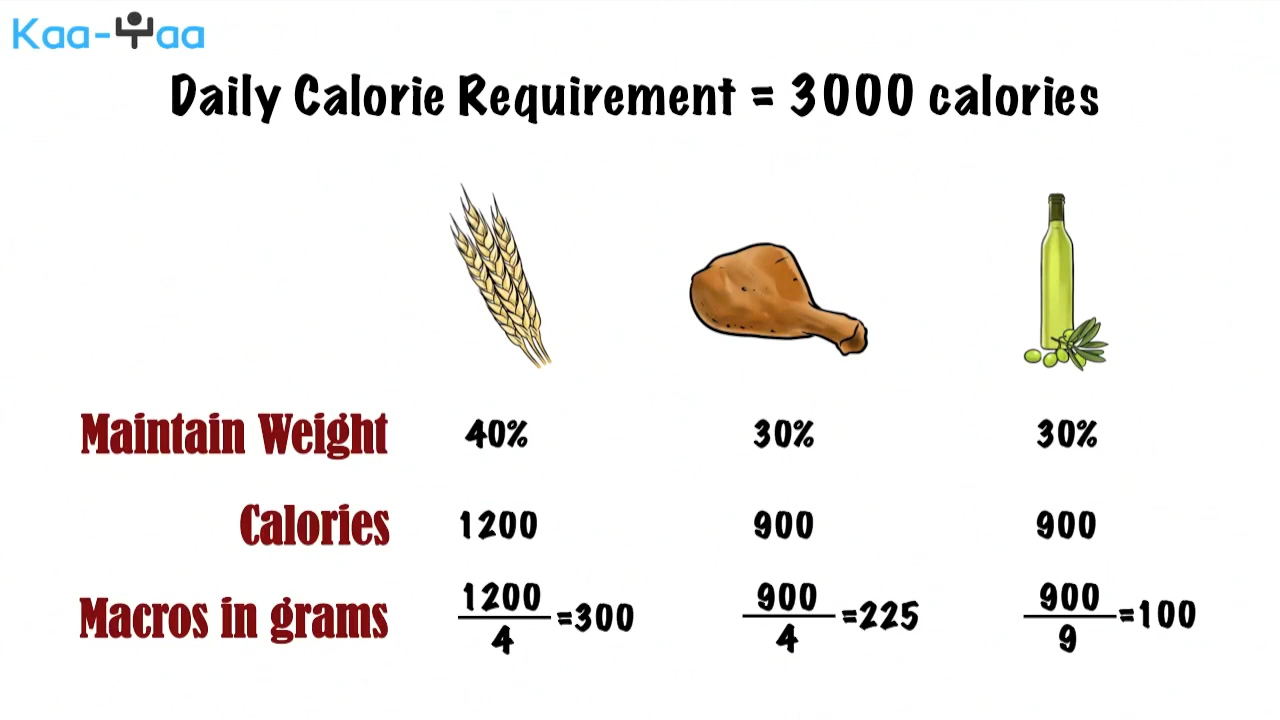 Kaa-Yaa
Daily Calorie Requirement = 3000 calories
Maintain Weight 40% 30% 30%
Calories 1200 900 900
Macros in grams 1200/4 =300 900/4 =225 900/9 =100